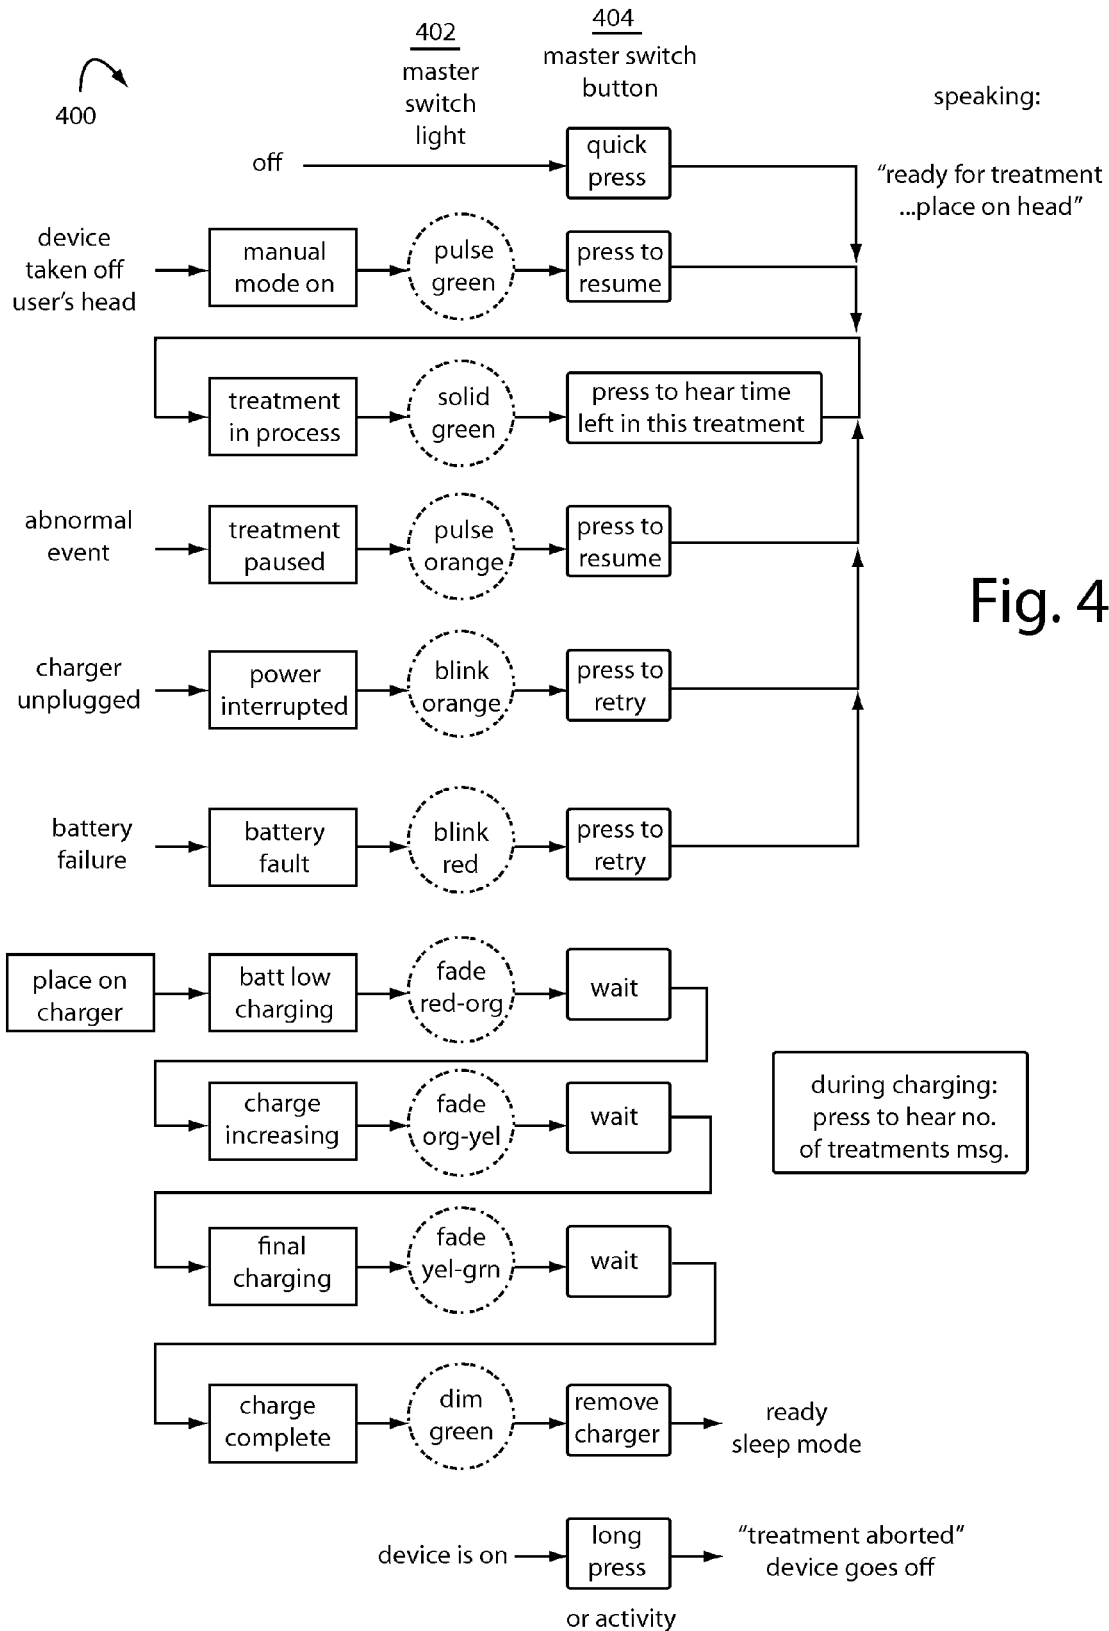 402
404
master
switch
light
master switch
button
400
speaking:
off
quick
press
"ready for treatment
...place on head"
device
taken off
user's head
manual
mode on
pulse
green
press to
resume
treatment
in process
solid
green
press to hear time
left in this treatment
abnormal
event
treatment
paused
pulse
orange
press to
resume
Fig. 4
charger
unplugged
power
interrupted
blink
orange
press to
retry
battery
failure
battery
fault
blink
red
press to
retry
place on
charger
batt low
charging
fade
red-org
wait
charge
increasing
fade
org-yel
wait
during charging:
press to hear no.
of treatments msg.
final
charging
fade
yel-grn
wait
charge
complete
dim
green
remove
charger
ready
sleep mode
device is on
long
press
"treatment aborted"
device goes off
or activity